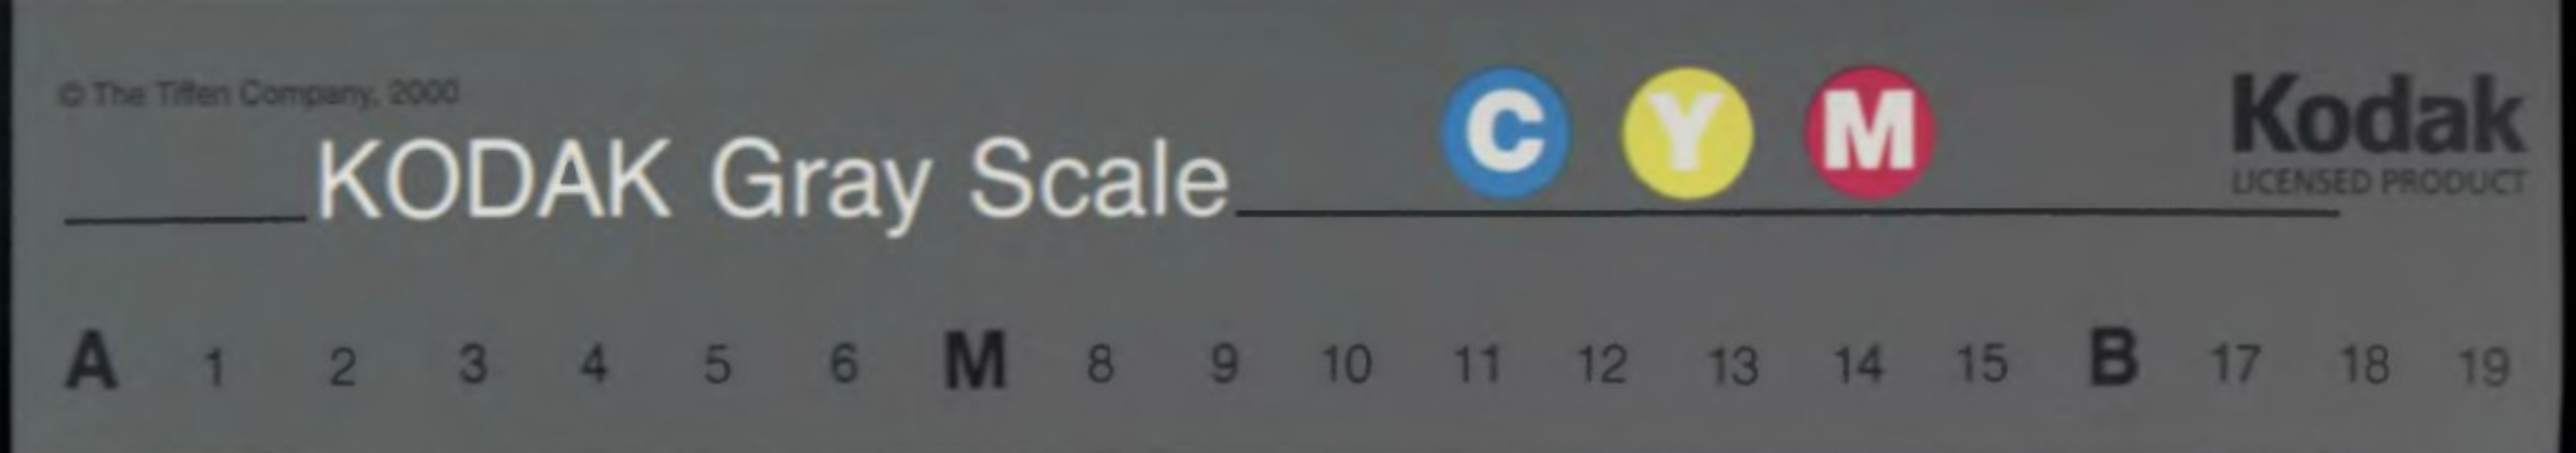 © The Tiffen Company, 2000
KODAK Gray Scale
C Y M
Kodak
LICENSED PRODUCT
A 1 2 3 4 5 6 M 8 9 10 11 12 13 14 15 B 17 18 19